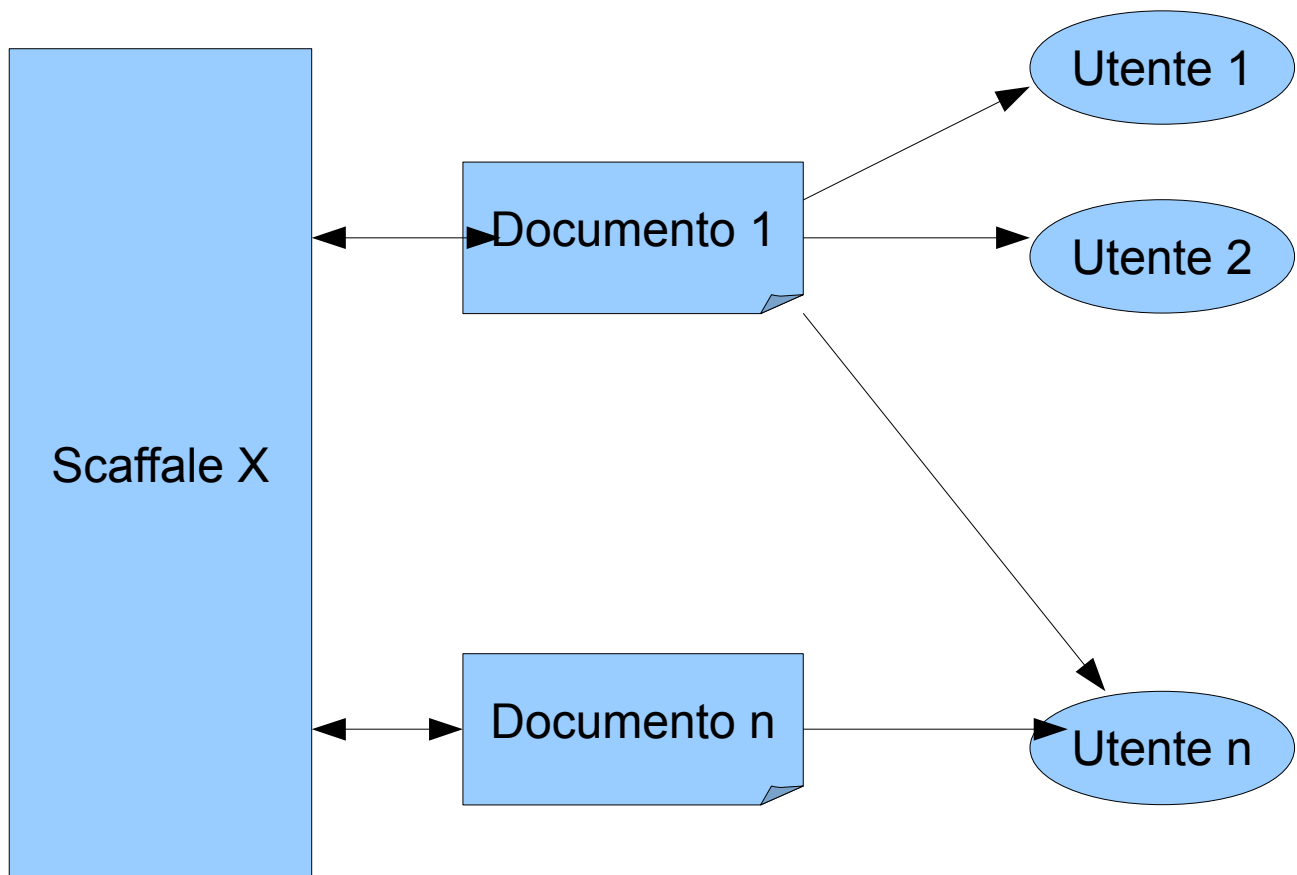 Utente 1
Documento 1
Utente 2
Scaffale X
Documento n
Utente n